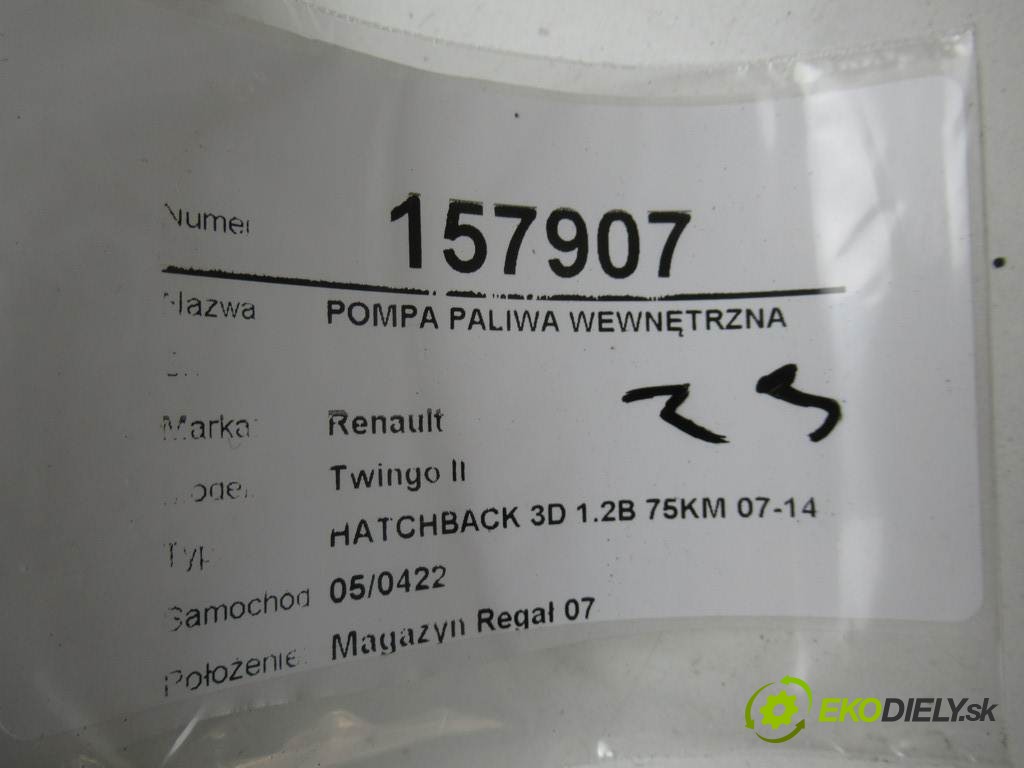 Numer 157907
Nazwa POMPA PALIWA WEWNĘTRZNA
Marka Renault
Model Twingo II
Typ HATCHBACK 3D 1.2B 75KM 07-14
Samochod 05/0422
Położenie: Magazyn Regał 07
EKODIELY.sk